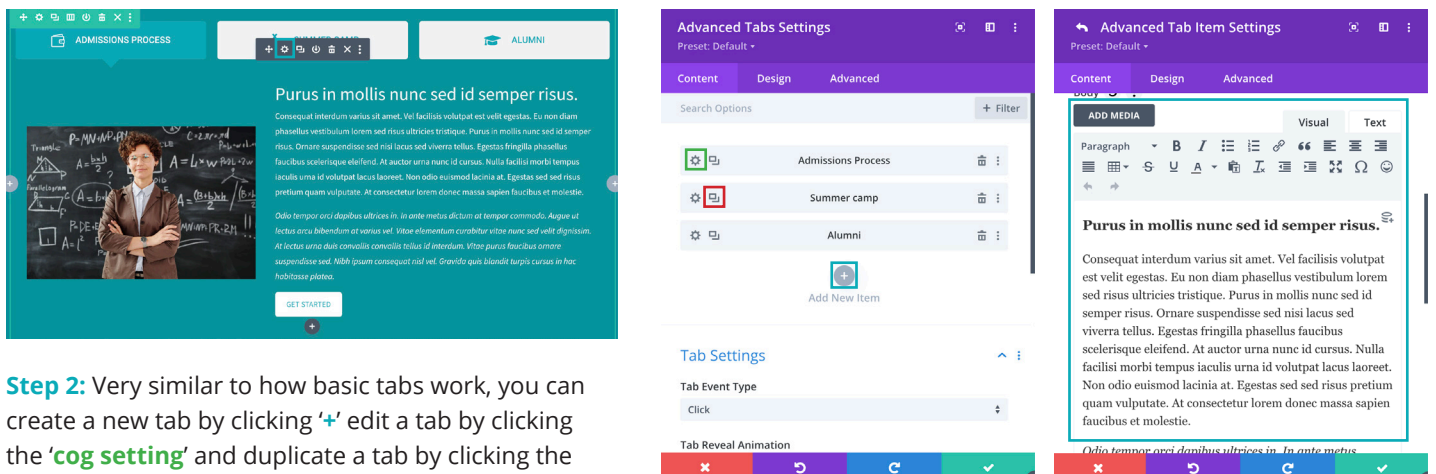 ADMISSIONS PROCESS
ALUMNI
Purus in mollis nunc sed id semper risus.
Consequat interdum varius sit amet. Vel facilisis volutpat est velit egestas. Eu non diam
phasellus vestibulum lorem sed risus ultricies tristique. Purus in mollis nunc sed id semper
risus. Ornare suspendisse sed nisi lacus sed viverra tellus. Egestas fringilla phasellus
faucibus scelerisque eleifend. At auctor urna nunc id cursus. Nulla facilisi morbi tempus
iaculis urna id volutpat lacus laoreet. Non odio euismod lacinia at. Egestas sed sed risus
pretium quam vulputate. At consectetur lorem donec massa sapien faucibus et molestie.
Odio tempor orci dapibus ultrices in. In ante metus dictum at tempor commodo. Augue ut
lectus arcu bibendum at varius vel. Vitae elementum curabitur vitae nunc sed velit dignissim.
At lectus urna duis convallis convallis tellus id interdum. Vitae purus faucibus ornare
suspendisse sed. Nibh ipsum consequat nisl vel. Gravida quis blandit turpis cursus in hac
habitasse platea.
GET STARTED
Step 2: Very similar to how basic tabs work, you can
create a new tab by clicking ‘+’ edit a tab by clicking
the ‘cog setting’ and duplicate a tab by clicking the
Advanced Tabs Settings
Preset: Default
Content Design Advanced
Search Options + Filter
Admissions Process
Summer camp
Alumni
Add New Item
Tab Settings
Tab Event Type
Click
Tab Reveal Animation
Advanced Tab Item Settings
Preset: Default
Content Design Advanced
Body
ADD MEDIA
Visual Text
Paragraph B I
Purus in mollis nunc sed id semper risus.
Consequat interdum varius sit amet. Vel facilisis volutpat
est velit egestas. Eu non diam phasellus vestibulum lorem
sed risus ultricies tristique. Purus in mollis nunc sed id
semper risus. Ornare suspendisse sed nisi lacus sed
viverra tellus. Egestas fringilla phasellus faucibus
scelerisque eleifend. At auctor urna nunc id cursus. Nulla
facilisi morbi tempus iaculis urna id volutpat lacus laoreet.
Non odio euismod lacinia at. Egestas sed sed risus pretium
quam vulputate. At consectetur lorem donec massa sapien
faucibus et molestie.
Odio tempor orci dapibus ultrices in. In ante metus